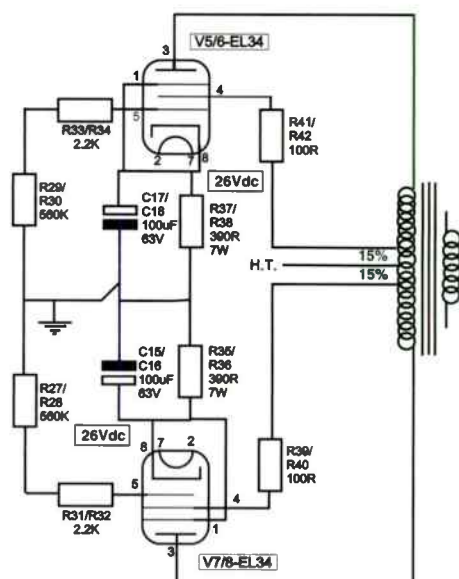 V5/6-EL34
3
1
4
5
2
7
8
R33/R34
2.2K
R41/
R42
100R
R29/
R30
560K
26Vdc
C17/
C18
100uF
63V
R37/
R38
390R
7W
15%
H.T.
15%
C15/
C16
100uF
63V
R35/
R36
390R
7W
R27/
R28
560K
26Vdc
8
7
2
R39/
R40
100R
5
4
1
R31/R32
2.2K
3
V7/8-EL34